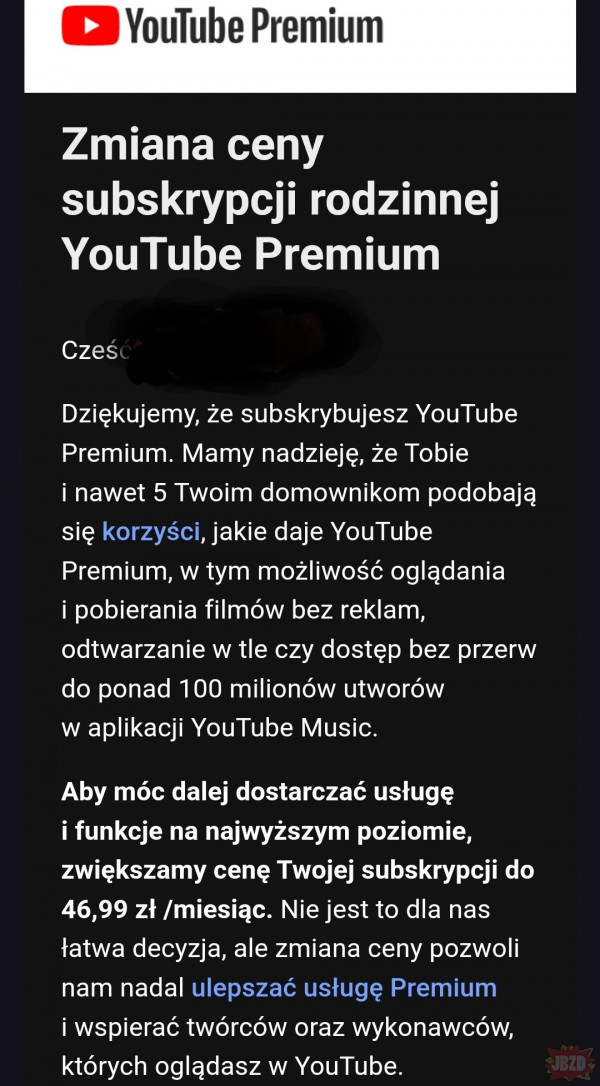 YouTube Premium
Zmiana ceny
subskrypcji rodzinnej
YouTube Premium
Cześć
Dziękujemy, że subskrybujesz YouTube
Premium. Mamy nadzieję, że Tobie
i nawet 5 Twoim domownikom podobają
się korzyści, jakie daje YouTube
Premium, w tym możliwość oglądania
i pobierania filmów bez reklam,
odtwarzanie w tle czy dostęp bez przerw
do ponad 100 milionów utworów
w aplikacji YouTube Music.
Aby móc dalej dostarczać usługę
i funkcje na najwyższym poziomie,
zwiększamy cenę Twojej subskrypcji do
46,99 zł /miesiąc. Nie jest to dla nas
łatwa decyzja, ale zmiana ceny pozwoli
nam nadal ulepszać usługę Premium
i wspierać twórców oraz wykonawców,
których oglądasz w YouTube.
JBZD